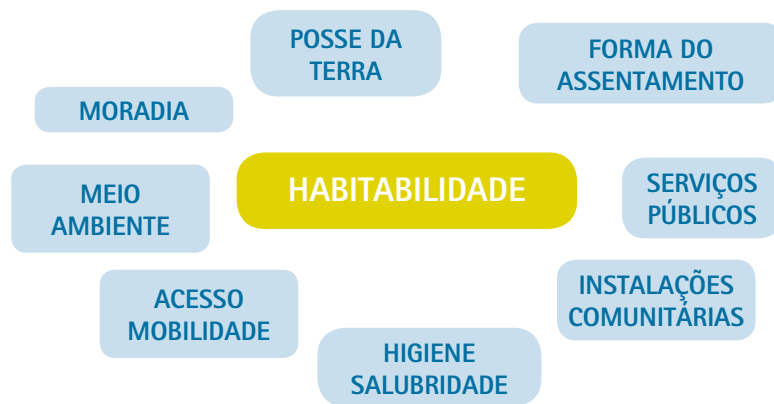 POSSE DA
TERRA
FORMA DO
ASSENTAMENTO
MORADIA
HABITABILIDADE
MEIO
AMBIENTE
SERVIÇOS
PÚBLICOS
ACESSO
MOBILIDADE
INSTALAÇÕES
COMUNITÁRIAS
HIGIENE
SALUBRIDADE